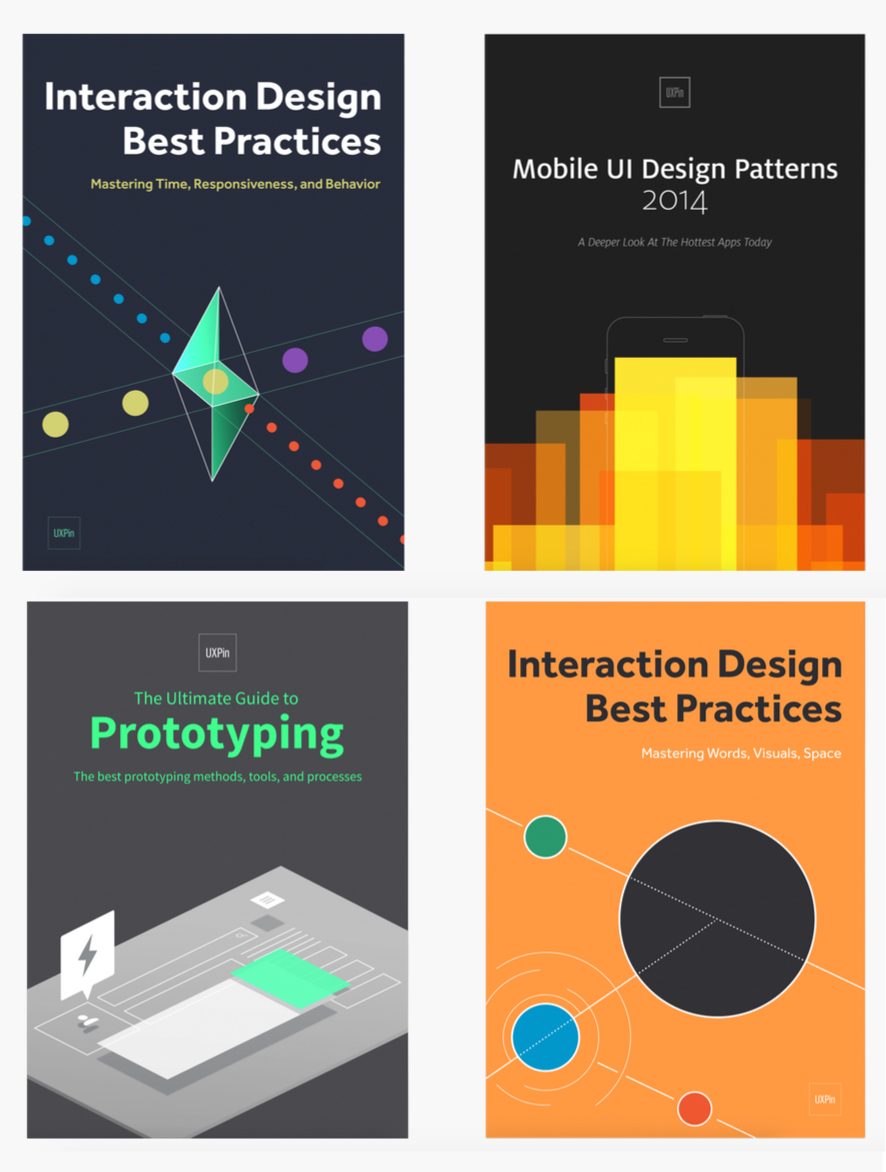 Interaction Design
Best Practices
Mastering Time, Responsiveness, and Behavior
UXPin
UXPin
Mobile UI Design Patterns
2014
A Deeper Look At The Hottest Apps Today
UXPin
The Ultimate Guide to
Prototyping
The best prototyping methods, tools, and processes
Interaction Design
Best Practices
Mastering Words, Visuals, Space
UXPin